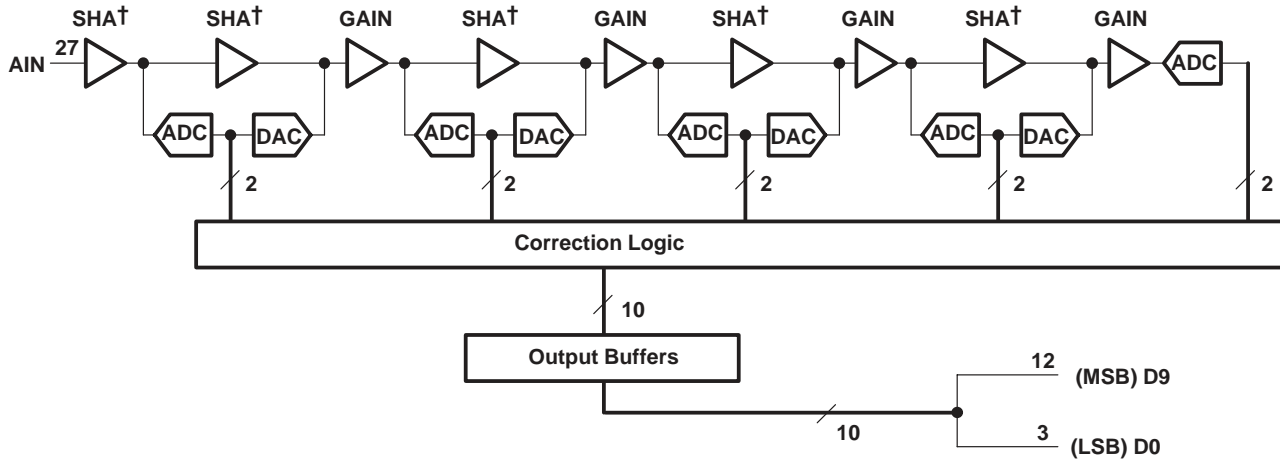 SHA† SHA† GAIN SHA† GAIN SHA† GAIN SHA† GAIN
AIN 27 ADC
ADC DAC ADC DAC ADC DAC ADC DAC
2 2 2 2 2
Correction Logic
10
Output Buffers
12 (MSB) D9
10
3 (LSB) D0